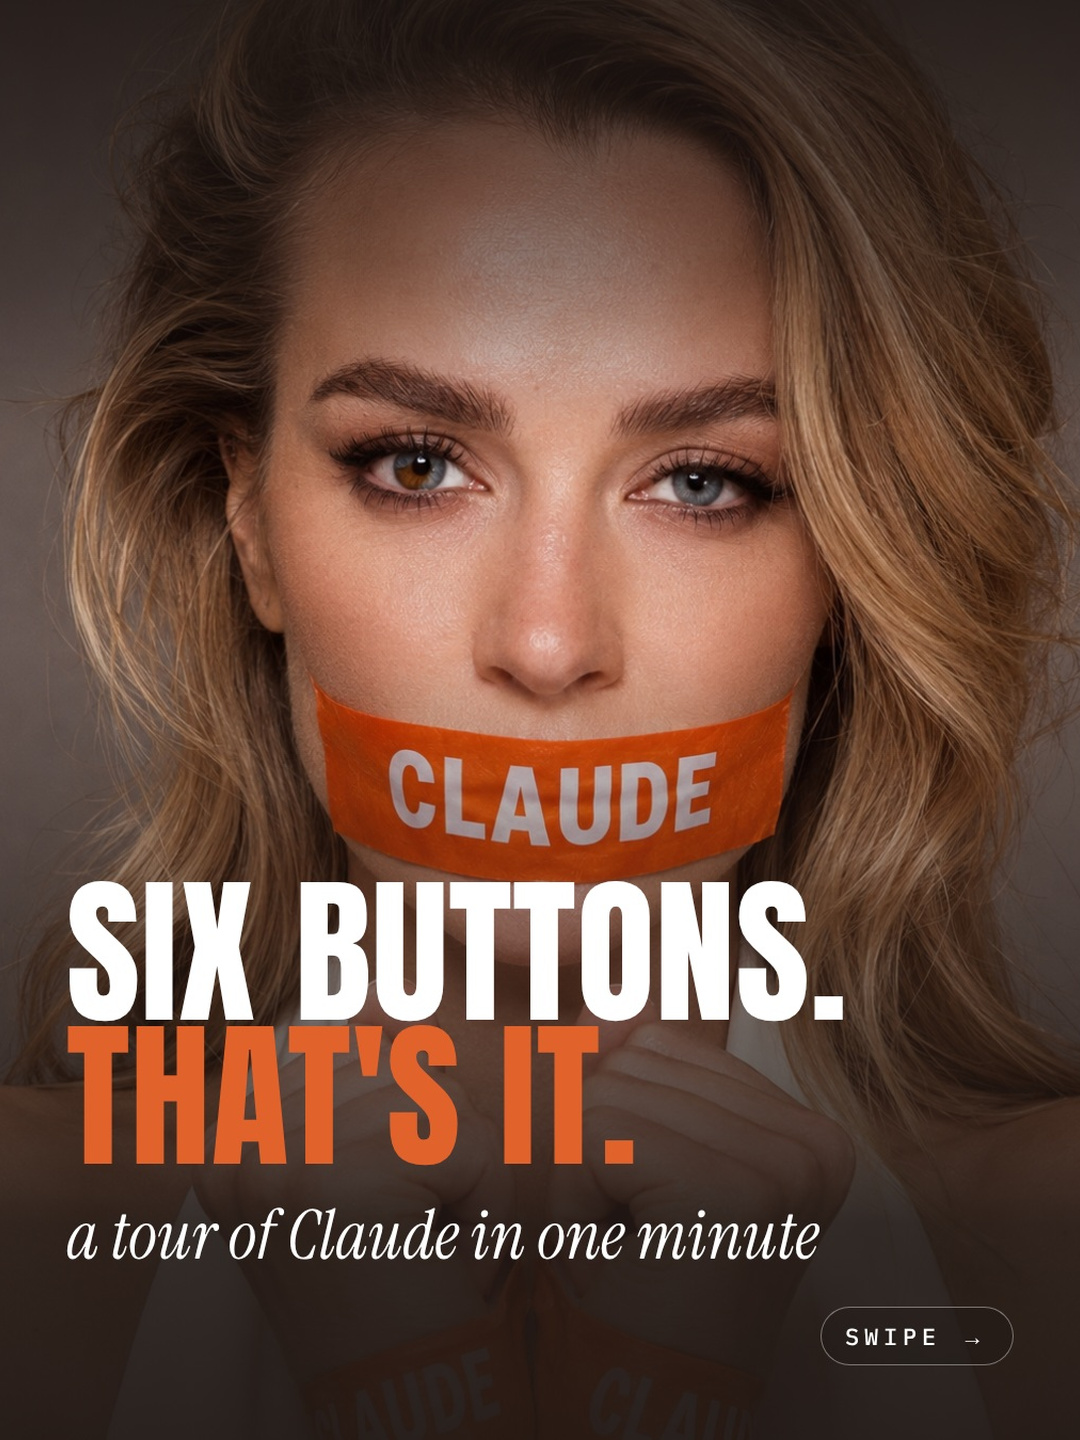 CLAUDE
SIX BUTTONS.
THAT'S IT.
a tour of Claude in one minute
SWIPE →